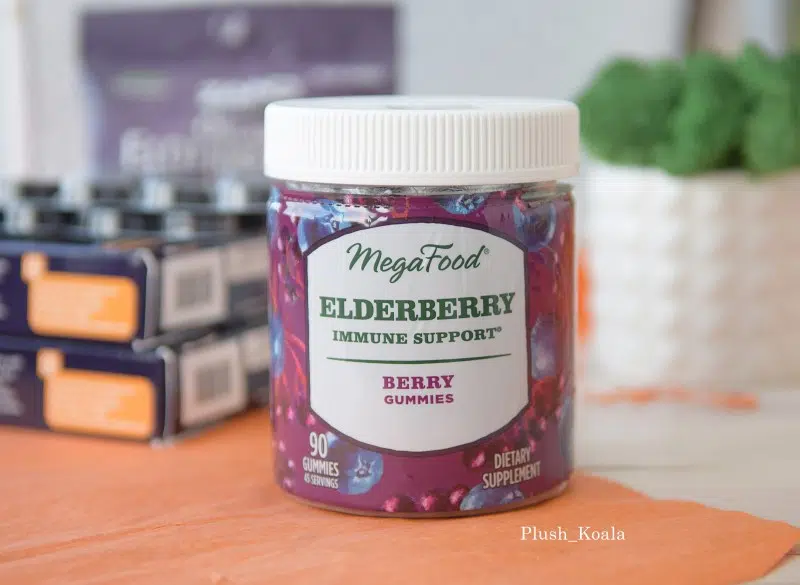 MegaFood®
ELDERBERRY
IMMUNE SUPPORT®
BERRY
GUMMIES
90
GUMMIES
45 SERVINGS
DIETARY
SUPPLEMENT
Plush_Koala